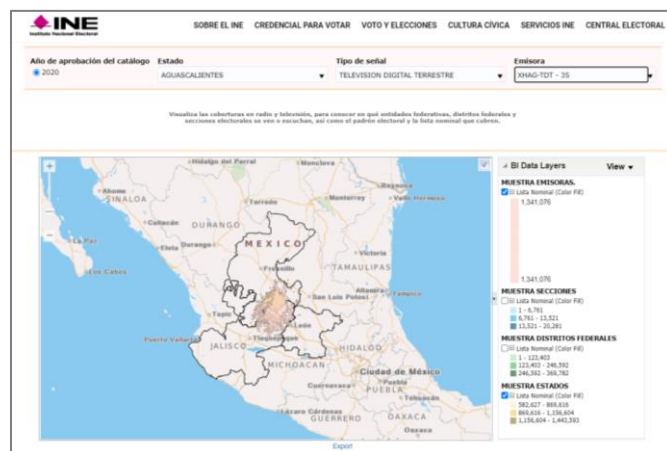 INE
Instituto Nacional Electoral
SOBRE EL INE CREDENCIAL PARA VOTAR VOTO Y ELECCIONES CULTURA CÍVICA SERVICIOS INE CENTRAL ELECTORAL
Año de aprobación del catálogo Estado Tipo de señal Emisora
2020 AGUASCALIENTES TELEVISION DIGITAL TERRESTRE XHAG-TDT - 35
Visualiza las coberturas en radio y televisión, para conocer en qué entidades federativas, distritos federales y
secciones electorales se ven o escuchan, así como el padrón electoral y la lista nominal que cubren.
BI Data Layers View
MUESTRA EMISORAS.
Lista Nominal (Color Fill)
1,341,076
1,341,076
MUESTRA SECCIONES
Lista Nominal (Color Fill)
1 - 6,761
6,761 - 13,521
13,521 - 20,281
MUESTRA DISTRITOS FEDERALES
Lista Nominal (Color Fill)
1 - 123,403
123,403 - 246,592
246,592 - 369,782
MUESTRA ESTADOS
Lista Nominal (Color Fill)
582,627 - 869,616
869,616 - 1,156,604
1,156,604 - 1,443,593
Hidalgo del Parral
Monclova
Ahome
SINALOA
Torreón
Monterrey
Culiacán
DURANGO
La Paz
Eldorado
Durango
MEXICO
Los Cabos
Victoria
Fresnillo
TAMAULIPAS
San Luis Potosí
Altamira
Tampico
Tepic
León
Puerto Vallarta
JALISCO
Tlaquepaque
HIDALGO
MICHOACAN
Ciudad de México
Cuernavaca
Puebla
PUEBLA
Tehuacán
Lázaro Cárdenas
GUERRERO
OAXACA
Oaxaca
Export